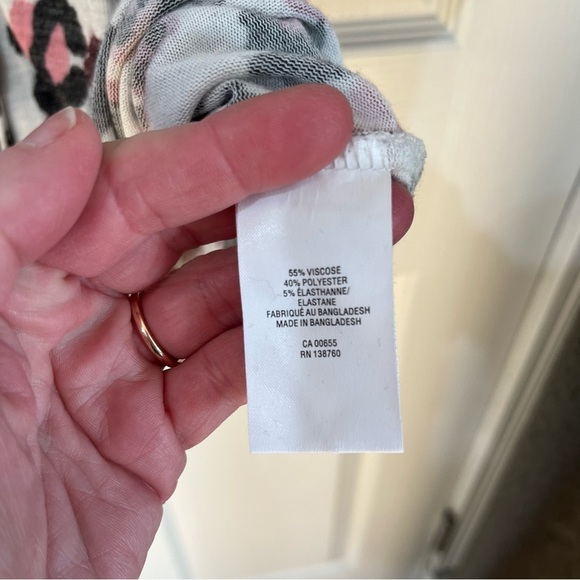 55% VISCOSE
40% POLYESTER
5% ÉLASTHANNE/
ELASTANE
FABRIQUÉ AU BANGLADESH
MADE IN BANGLADESH
CA 00655
RN 138760